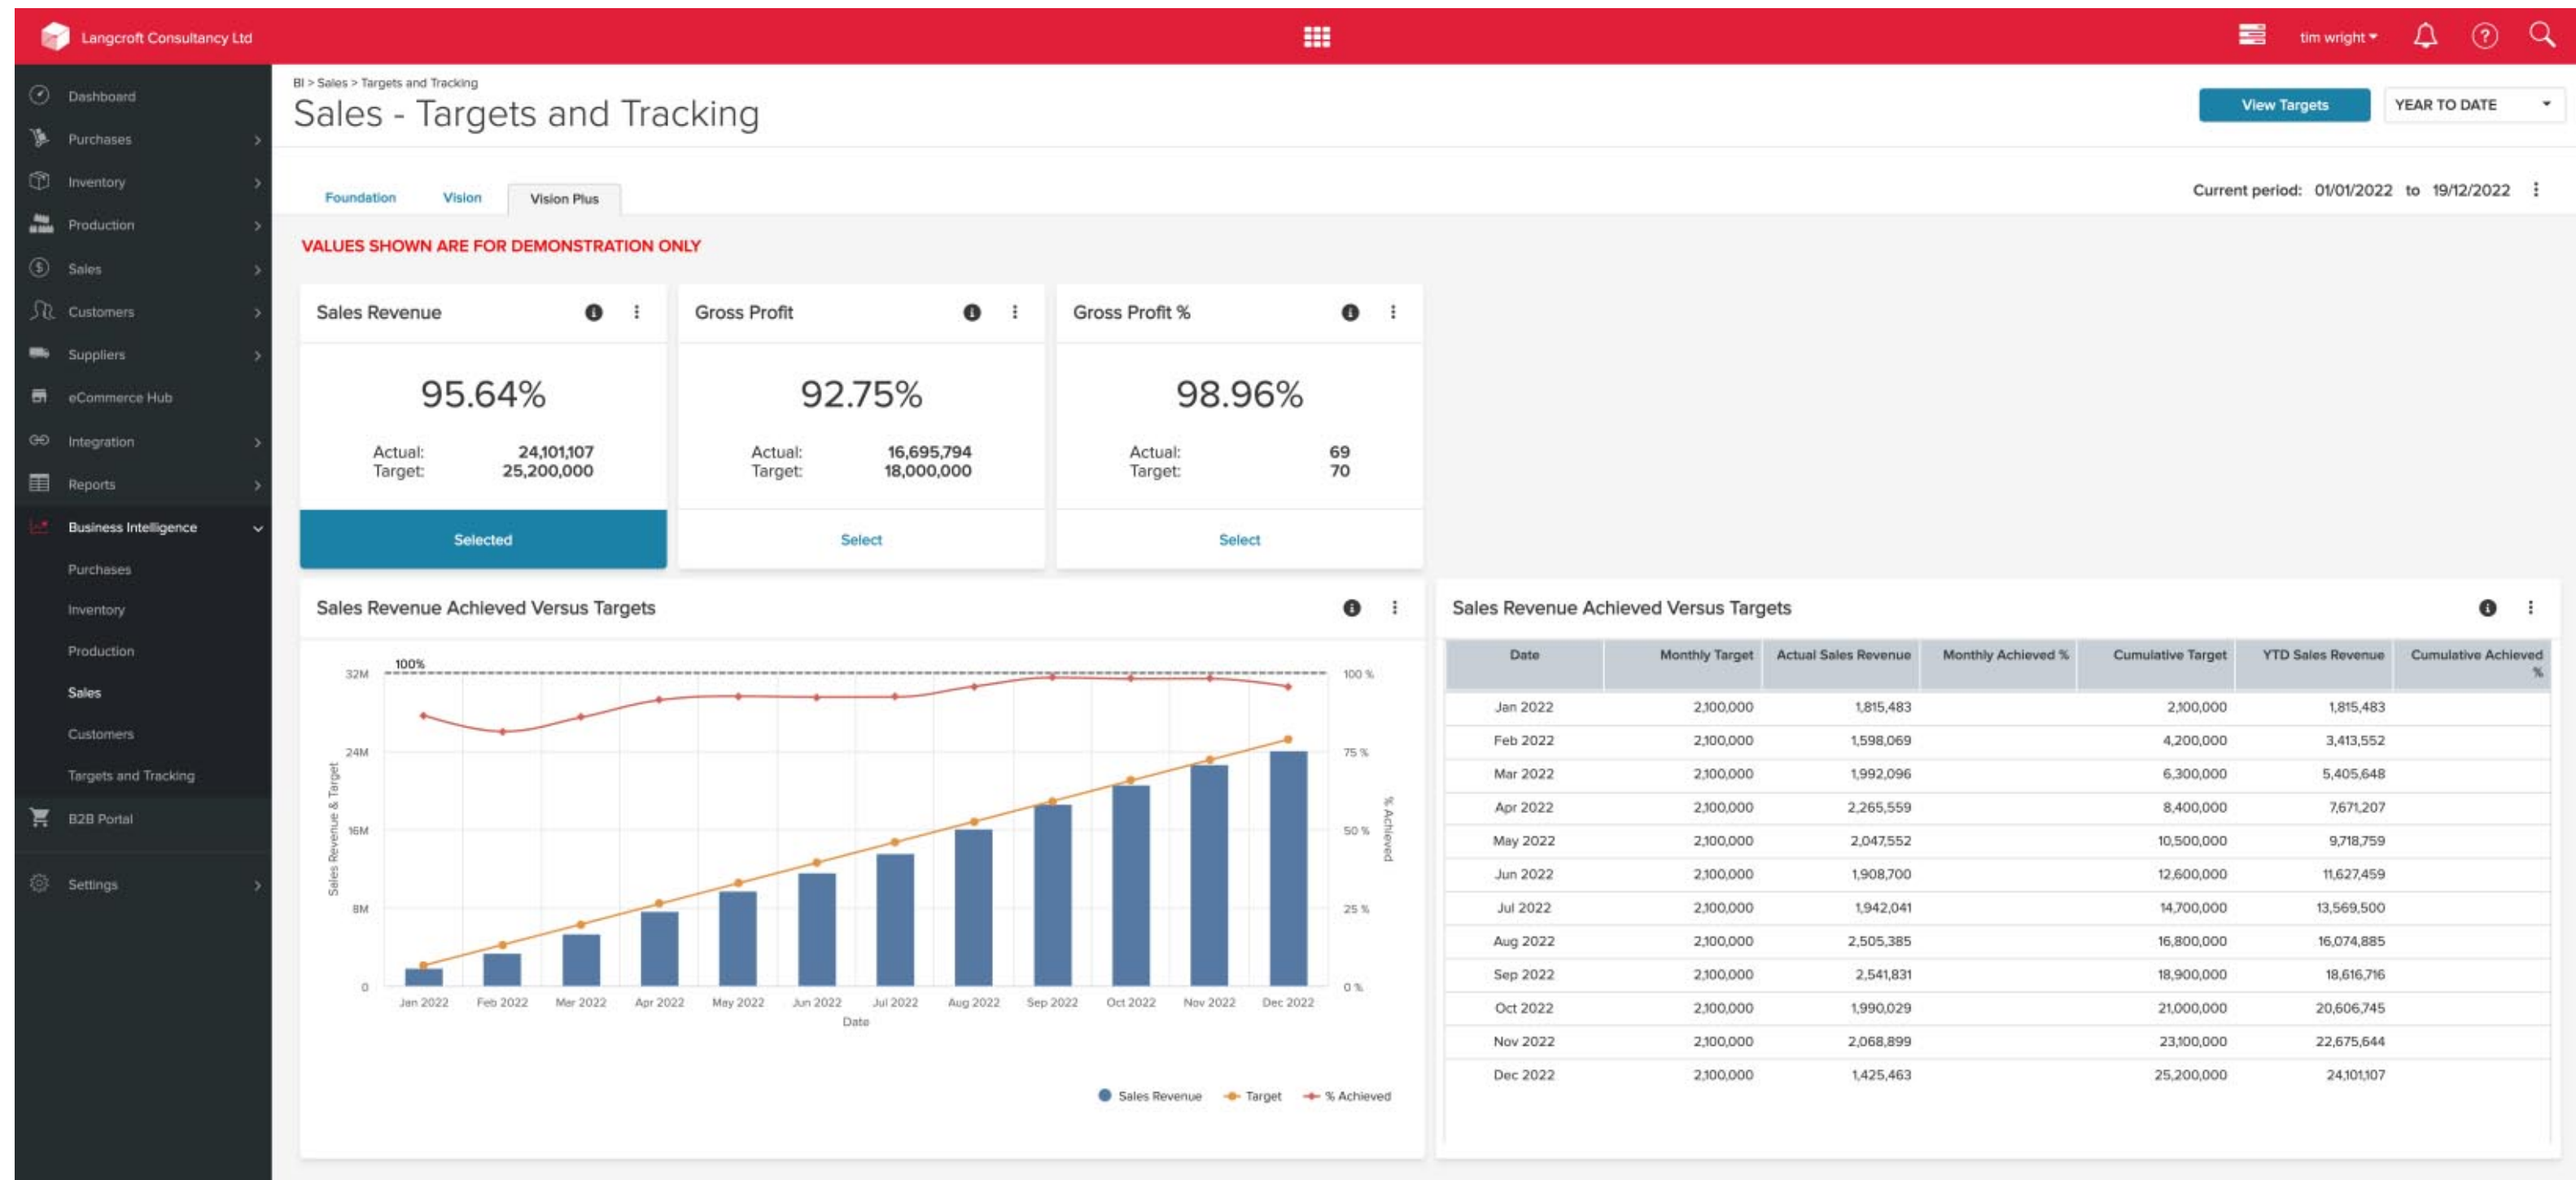 Langcroft Consultancy Ltd
tim wright
?
Dashboard
Purchases
Inventory
Production
Sales
Customers
Suppliers
eCommerce Hub
Integration
Reports
Business Intelligence
Purchases
Inventory
Production
Sales
Customers
Targets and Tracking
B2B Portal
Settings
BI > Sales > Targets and Tracking
Sales - Targets and Tracking
View Targets
YEAR TO DATE
Foundation Vision Vision Plus
Current period: 01/01/2022 to 19/12/2022
VALUES SHOWN ARE FOR DEMONSTRATION ONLY
Sales Revenue
95.64%
Actual: 24,101,107
Target: 25,200,000
Selected
Gross Profit
92.75%
Actual: 16,695,794
Target: 18,000,000
Select
Gross Profit %
98.96%
Actual: 69
Target: 70
Select
Sales Revenue Achieved Versus Targets
100%
32M
24M
16M
8M
0
Sales Revenue & Target
100 %
75 %
50 %
25 %
0 %
% Achieved
Jan 2022 Feb 2022 Mar 2022 Apr 2022 May 2022 Jun 2022 Jul 2022 Aug 2022 Sep 2022 Oct 2022 Nov 2022 Dec 2022
Date
Sales Revenue Target % Achieved
Sales Revenue Achieved Versus Targets
Date Monthly Target Actual Sales Revenue Monthly Achieved % Cumulative Target YTD Sales Revenue Cumulative Achieved
%
Jan 2022 2,100,000 1,815,483 2,100,000 1,815,483
Feb 2022 2,100,000 1,598,069 4,200,000 3,413,552
Mar 2022 2,100,000 1,992,096 6,300,000 5,405,648
Apr 2022 2,100,000 2,265,559 8,400,000 7,671,207
May 2022 2,100,000 2,047,552 10,500,000 9,718,759
Jun 2022 2,100,000 1,908,700 12,600,000 11,627,459
Jul 2022 2,100,000 1,942,041 14,700,000 13,569,500
Aug 2022 2,100,000 2,505,385 16,800,000 16,074,885
Sep 2022 2,100,000 2,541,831 18,900,000 18,616,716
Oct 2022 2,100,000 1,990,029 21,000,000 20,606,745
Nov 2022 2,100,000 2,068,899 23,100,000 22,675,644
Dec 2022 2,100,000 1,425,463 25,200,000 24,101,107